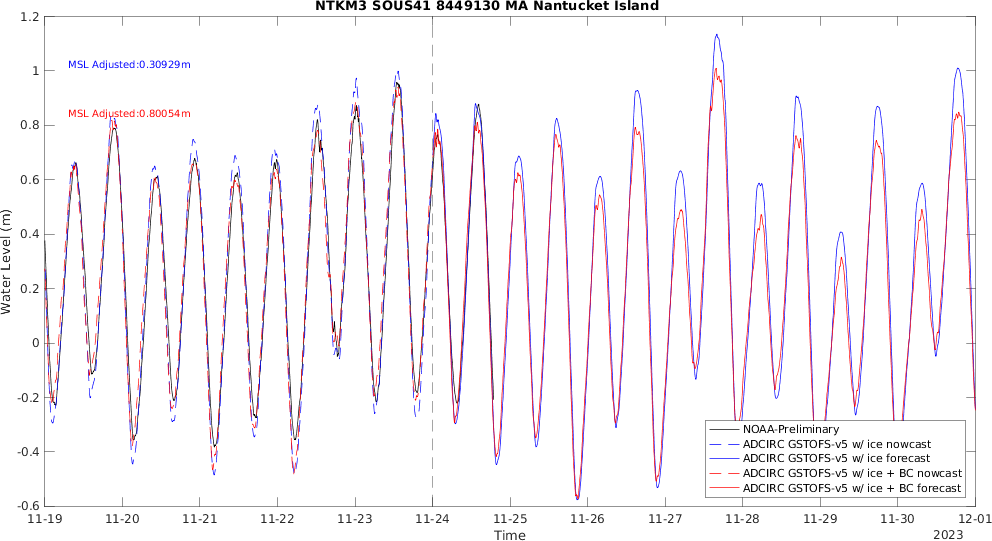 NTKM3 SOUS41 8449130 MA Nantucket Island
1.2
1
0.8
0.6
0.4
0.2
0
-0.2
-0.4
-0.6
Water Level (m)
MSL Adjusted:0.30929m
MSL Adjusted:0.80054m
NOAA-Preliminary
ADCIRC GSTOFS-v5 w/ ice nowcast
ADCIRC GSTOFS-v5 w/ ice forecast
ADCIRC GSTOFS-v5 w/ ice + BC nowcast
ADCIRC GSTOFS-v5 w/ ice + BC forecast
11-19 11-20 11-21 11-22 11-23 11-24 11-25 11-26 11-27 11-28 11-29 11-30 12-01
Time
2023